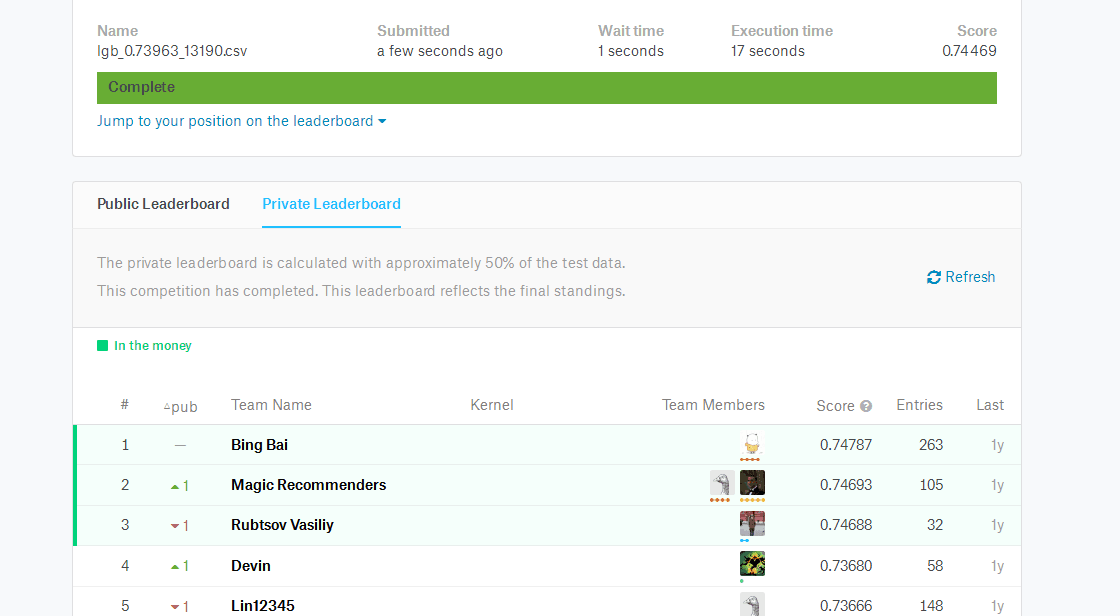 Name Submitted Wait time Execution time Score
lgb_0.73963_13190.csv a few seconds ago 1 seconds 17 seconds 0.74469
Complete
Jump to your position on the leaderboard
Public Leaderboard Private Leaderboard
The private leaderboard is calculated with approximately 50% of the test data.
This competition has completed. This leaderboard reflects the final standings.
Refresh
In the money
# △pub Team Name Kernel Team Members Score ? Entries Last
1 — Bing Bai 0.74787 263 1y
2 ▲1 Magic Recommenders 0.74693 105 1y
3 ▼1 Rubtsov Vasiliy 0.74688 32 1y
4 ▲1 Devin 0.73680 58 1y
5 ▼1 Lin12345 0.73666 148 1y